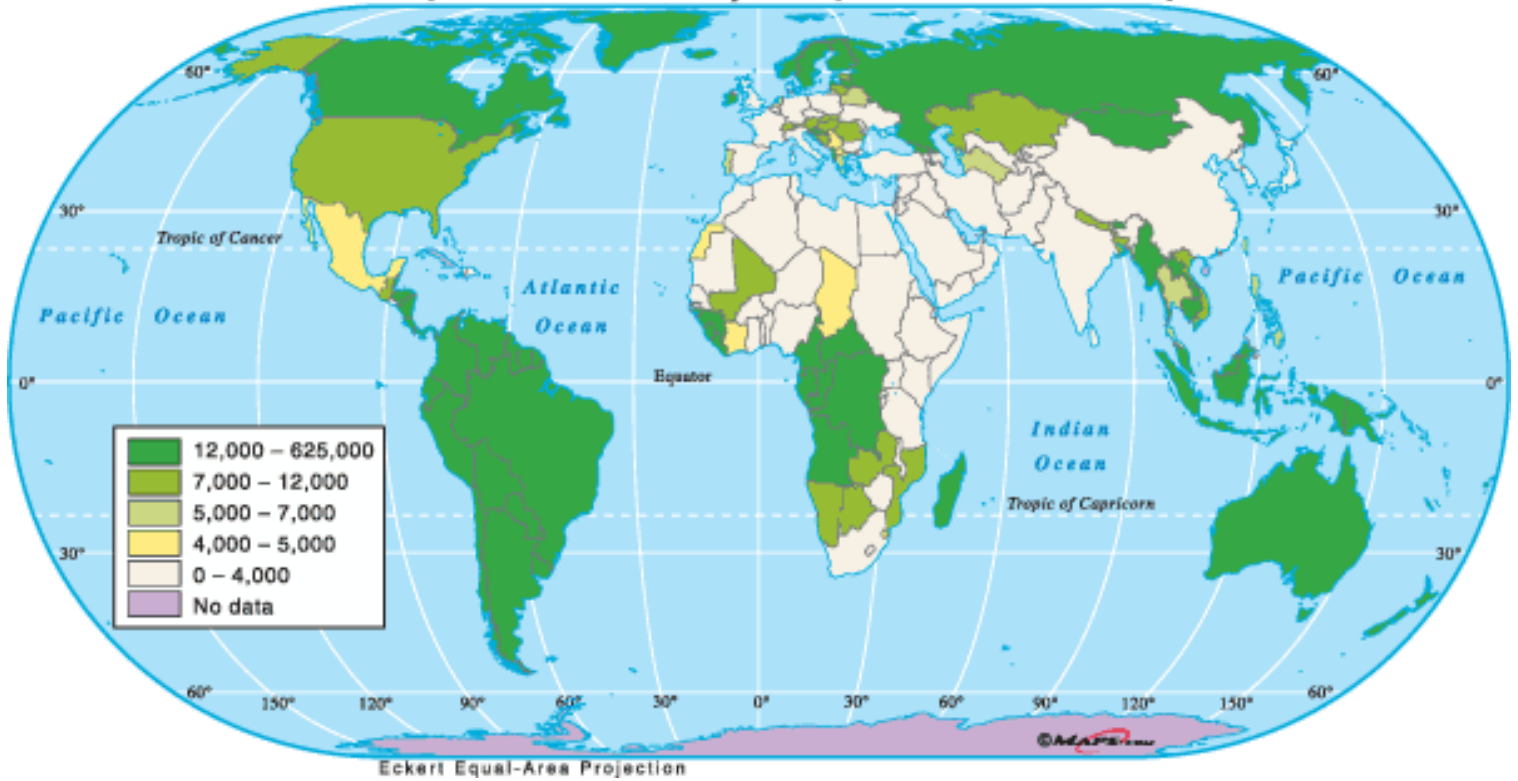 60°
60°
30°
Tropic of Cancer
30°
Atlantic
Ocean
Pacific Ocean
Pacific Ocean
Equator
0°
0°
Indian
Ocean
Tropic of Capricorn
12,000 – 625,000
7,000 – 12,000
5,000 – 7,000
4,000 – 5,000
0 – 4,000
No data
30°
30°
60°
150°
120°
90°
60°
30°
0°
30°
60°
90°
120°
150°
60°
Eckert Equal-Area Projection